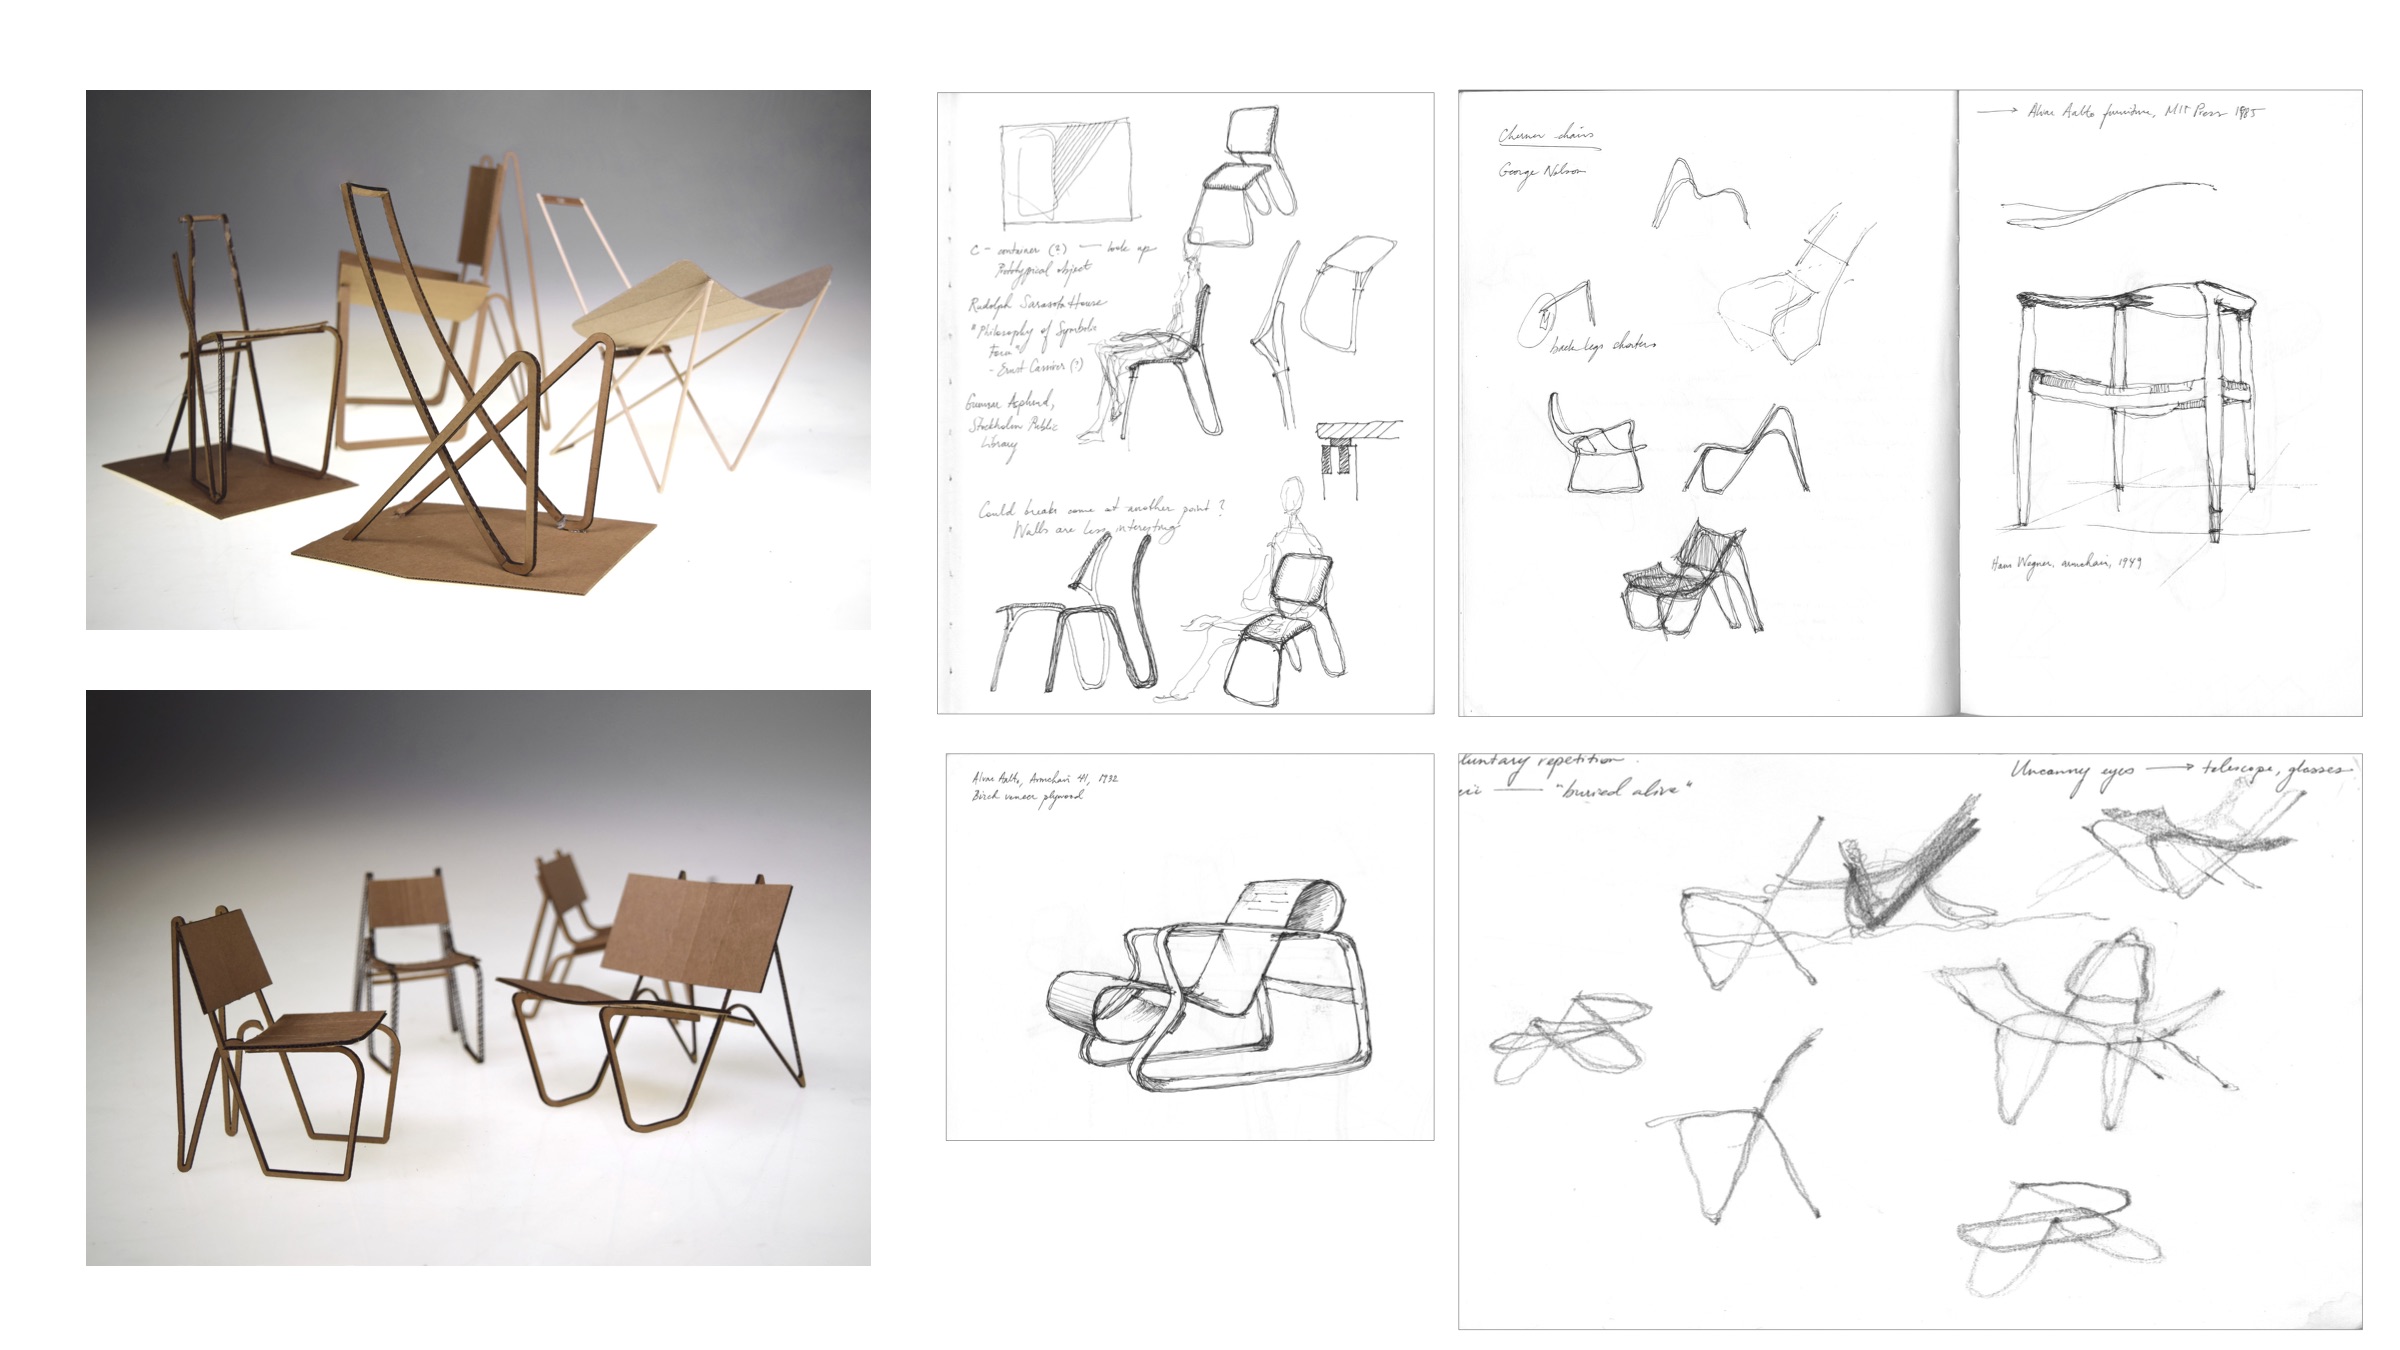 C - container (?) — look up
Prototypical object
Rudolph Sarasota House
"Philosophy of Symbolic
Form"
- Ernst Cassirer (?)
Gunnar Asplund,
Stockholm Public
Library
Could break come at another point?
Walls are less interesting
Cherner chairs
George Nelson
back legs shorter
→ Alvar Aalto furniture, MIT Press 1985
Hans Wegner, armchair, 1949
Alvar Aalto, Armchair 41, 1932
Birch veneer plywood
luntary repetition.
— "buried alive"
Uncanny eyes → telescope, glasses